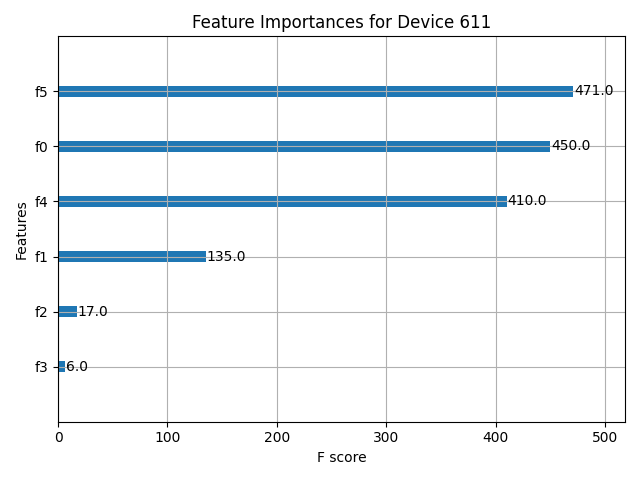 Feature Importances for Device 611
Features
f5 471.0
f0 450.0
f4 410.0
f1 135.0
f2 17.0
f3 6.0
0 100 200 300 400 500
F score